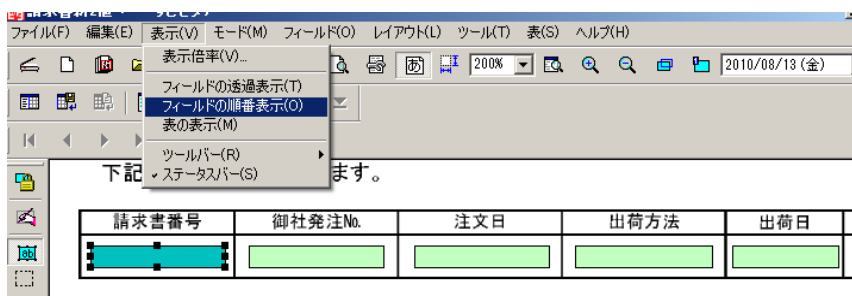 ファイル(F) 編集(E) 表示(V) モード(M) フィールド(O) レイアウト(L) ツール(T) 表(S) ヘルプ(H)
表示倍率(V)...
あ 200% 2010/08/13 (金)
フィールドの透過表示(T)
フィールドの順番表示(O)
表の表示(M)
ツールバー(R)
ステータスバー(S)
下記 ます。
請求書番号 御社発注No. 注文日 出荷方法 出荷日
ab